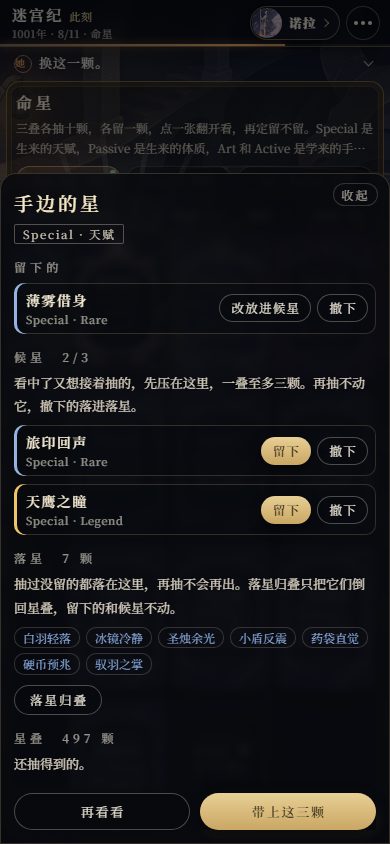 迷宫纪 此刻
1001年 · 8/11 · 命星
诺拉
她 换这一颗。
命星
三叠各抽十颗，各留一颗，点一张翻开看，再定留不留。Special 是
生来的天赋，Passive 是生来的体质，Art 和 Active 是学来的手…
手边的星
收起
Special · 天赋
留下的
薄雾借身
Special · Rare
改放进候星
撤下
候星 2/3
看中了又想接着抽的，先压在这里，一叠至多三颗。再抽不动
它，撤下的落进落星。
旅印回声
Special · Rare
留下
撤下
天鹰之瞳
Special · Legend
留下
撤下
落星 7 颗
抽过没留的都落在这里，再抽不会再出。落星归叠只把它们倒
回星叠，留下的和候星不动。
白羽轻落 冰镜冷静 圣烛余光 小盾反震 药袋直觉
硬币预兆 驭羽之掌
落星归叠
星叠 497 颗
还抽得到的。
再看看
带上这三颗